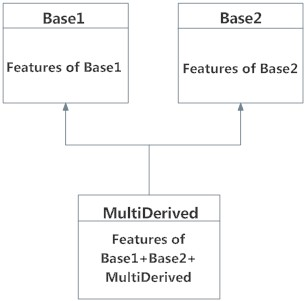 Base1
Features of Base1
Base2
Features of Base2
MultiDerived
Features of
Base1+Base2+
MultiDerived